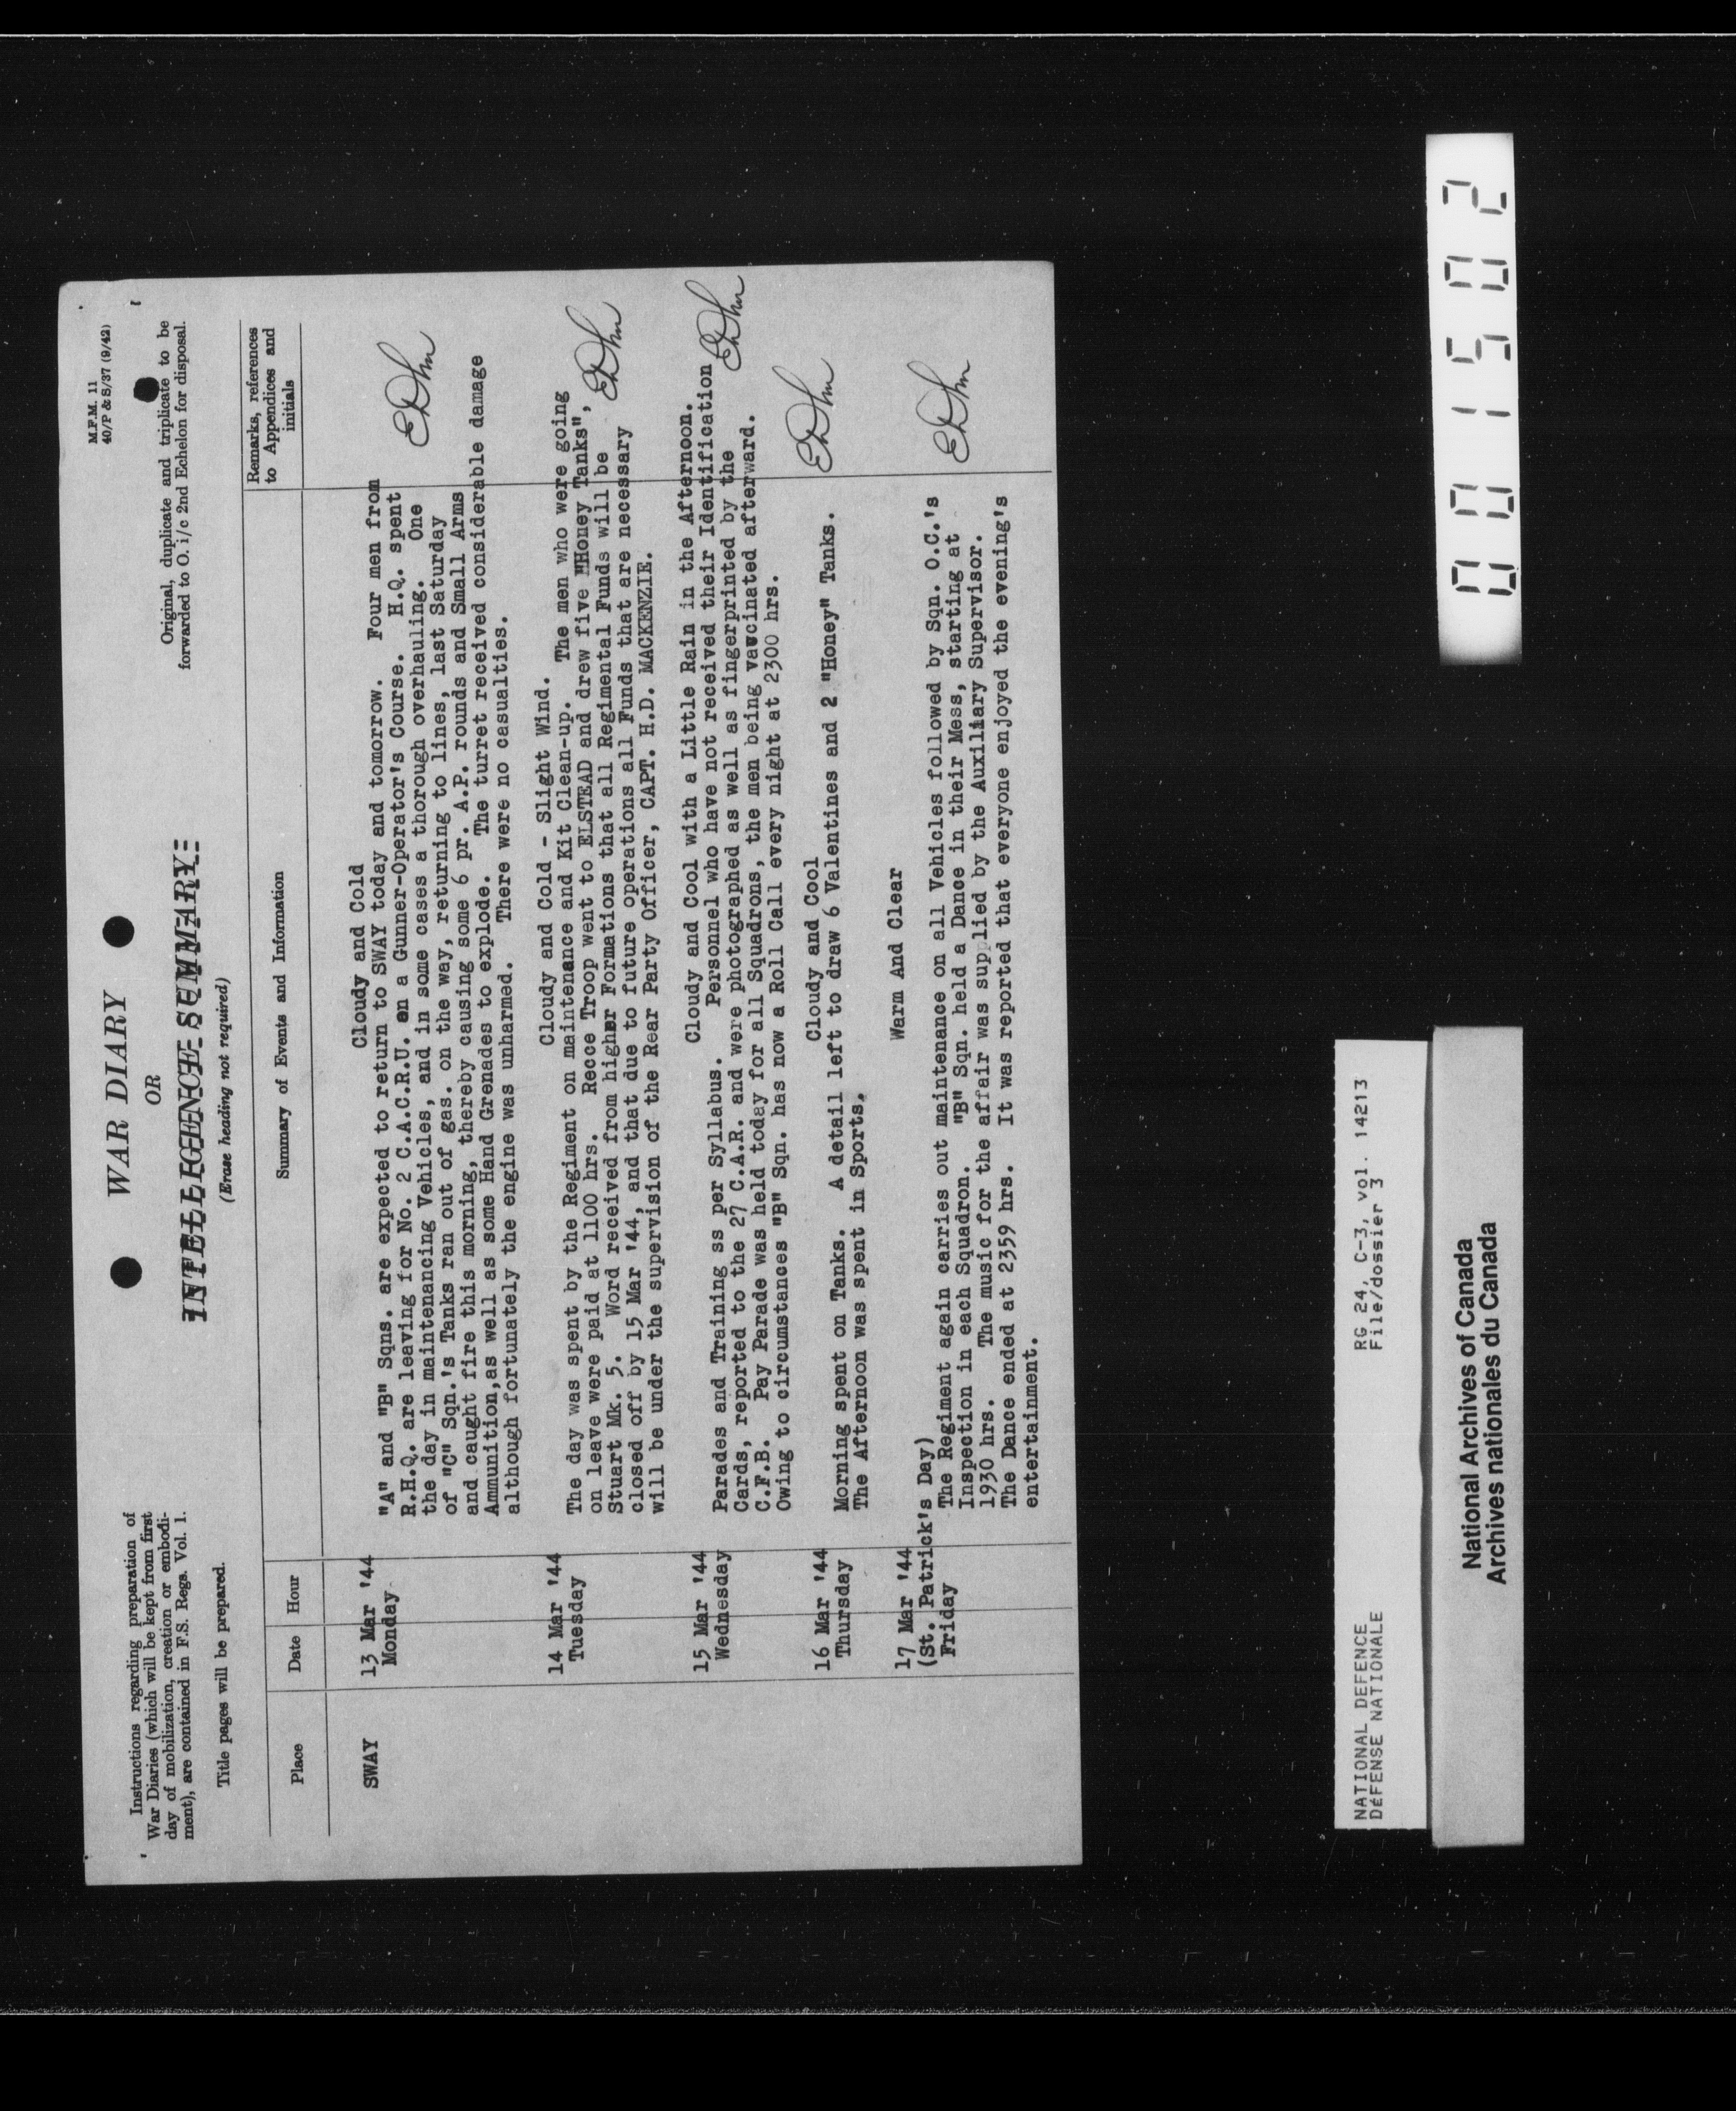 M.F.M. 11
40/P & S/37 (9/42)
Instructions regarding preparation of
War Diaries (which will be kept from first
day of mobilization, creation or embodi-
ment), are contained in F.S. Regs. Vol. 1.
Title pages will be prepared.
WAR DIARY
OR
INTELLIGENCE SUMMARY
(Erase heading not required)
Original, duplicate and triplicate to be
forwarded to O. i/c 2nd Echelon for disposal.
Place Date Hour Summary of Events and Information Remarks, references
to Appendices and
initials
Cloudy and Cold
SWAY 13 Mar '44
Monday
"A" and "B" Sqns. are expected to return to SWAY today and tomorrow. Four men from
R.H.Q. are leaving for No. 2 C.A.C.R.U. on a Gunner-Operator's Course. H.Q. spent
the day in maintenancing Vehicles, and in some cases a thorough overhauling. One
of "C" Sqn.'s Tanks ran out of gas. on the way, returning to lines, last Saturday
and caught fire this morning, thereby causing some 6 pr. A.P. rounds and Small Arms
Ammunition,as well as some Hand Grenades to explode. The turret received considerable damage
although fortunately the engine was unharmed. There were no casualties.
Cloudy and Cold - Slight Wind.
14 Mar '44
Tuesday
The day was spent by the Regiment on maintenance and Kit Clean-up. The men who were going
on leave were paid at 1100 hrs. Recce Troop went to ELSTEAD and drew five "Honey Tanks",
Stuart Mk. 5. Word received from higher Formations that all Regimental Funds will be
closed off by 15 Mar '44, and that due to future operations all Funds that are necessary
will be under the supervision of the Rear Party Officer, CAPT. H.D. MACKENZIE.
Cloudy and Cool with a Little Rain in the Afternoon.
15 Mar '44
Wednesday
Parades and Training ss per Syllabus. Personnel who have not received their Identification
Cards, reported to the 27 C.A.R. and were photographed as well as fingerprinted by the
C.F.B. Pay Parade was held today for all Squadrons, the men being vaccinated afterward.
Owing to circumstances "B" Sqn. has now a Roll Call every night at 2300 hrs.
Cloudy and Cool
16 Mar '44
Thursday
Morning spent on Tanks. A detail left to draw 6 Valentines and 2 "Honey" Tanks.
The Afternoon was spent in Sports.
Warm And Clear
17 Mar '44
(St. Patrick's Day)
Friday
The Regiment again carries out maintenance on all Vehicles followed by Sqn. O.C.'s
Inspection in each Squadron. "B" Sqn. held a Dance in their Mess, starting at
1930 hrs. The music for the affair was supplied by the Auxiliary Supervisor.
The Dance ended at 2359 hrs. It was reported that everyone enjoyed the evening's
entertainment.
NATIONAL DEFENCE
DÉFENSE NATIONALE
RG 24, C-3, vol. 14213
File/dossier 3
National Archives of Canada
Archives nationales du Canada
001502